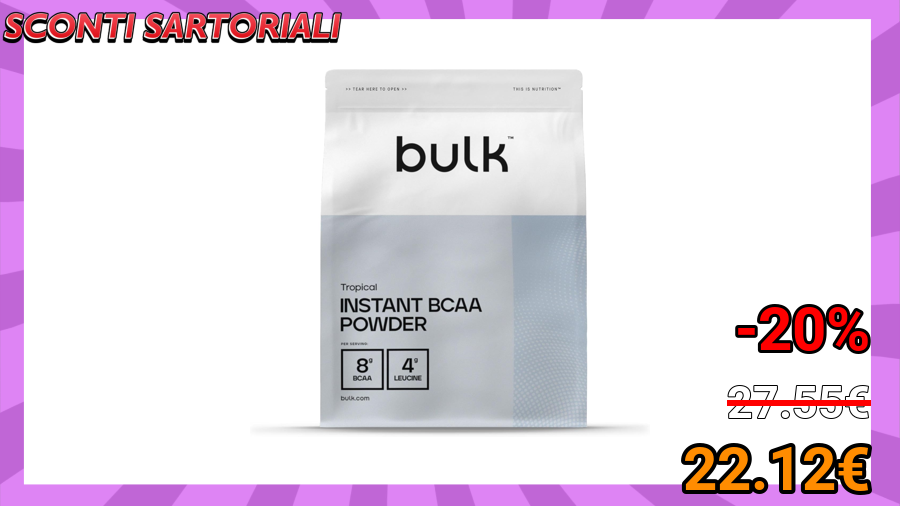 SCONTI SARTORIALI
<< TEAR HERE TO OPEN << THIS IS NUTRITION™
bulk™
Tropical
INSTANT BCAA
POWDER
PER SERVING:
8g 4g
BCAA LEUCINE
bulk.com
-20%
27.55€
22.12€